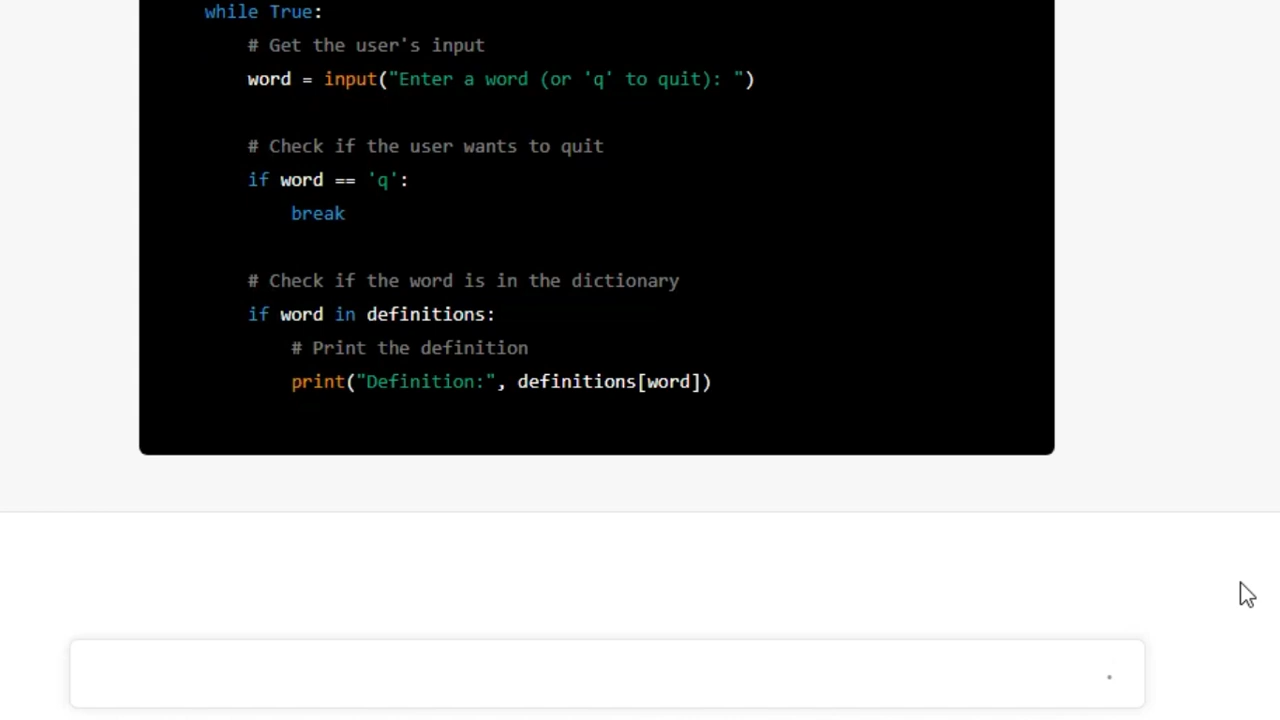 while True:
# Get the user's input
word = input("Enter a word (or 'q' to quit): ")
# Check if the user wants to quit
if word == 'q':
break
# Check if the word is in the dictionary
if word in definitions:
# Print the definition
print("Definition:", definitions[word])